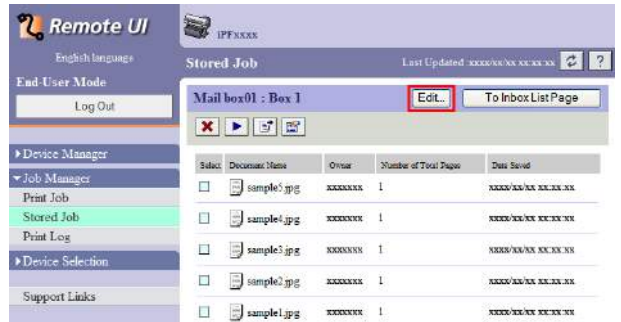 Remote UI
iPFxxxx
English language
Stored Job
Last Updated :xxxx/xx/xx xx:xx:xx
?
End-User Mode
Log Out
Mail box01 : Box 1
Edit..
To Inbox List Page
Device Manager
Job Manager
Print Job
Stored Job
Print Log
Device Selection
Support Links
Select Document Name Owner Number of Total Pages Date Saved
sample5.jpg xxxxxxx 1 xxxx/xx/xx xx:xx:xx
sample4.jpg xxxxxxx 1 xxxx/xx/xx xx:xx:xx
sample3.jpg xxxxxxx 1 xxxx/xx/xx xx:xx:xx
sample2.jpg xxxxxxx 1 xxxx/xx/xx xx:xx:xx
sample1.jpg xxxxxxx 1 xxxx/xx/xx xx:xx:xx